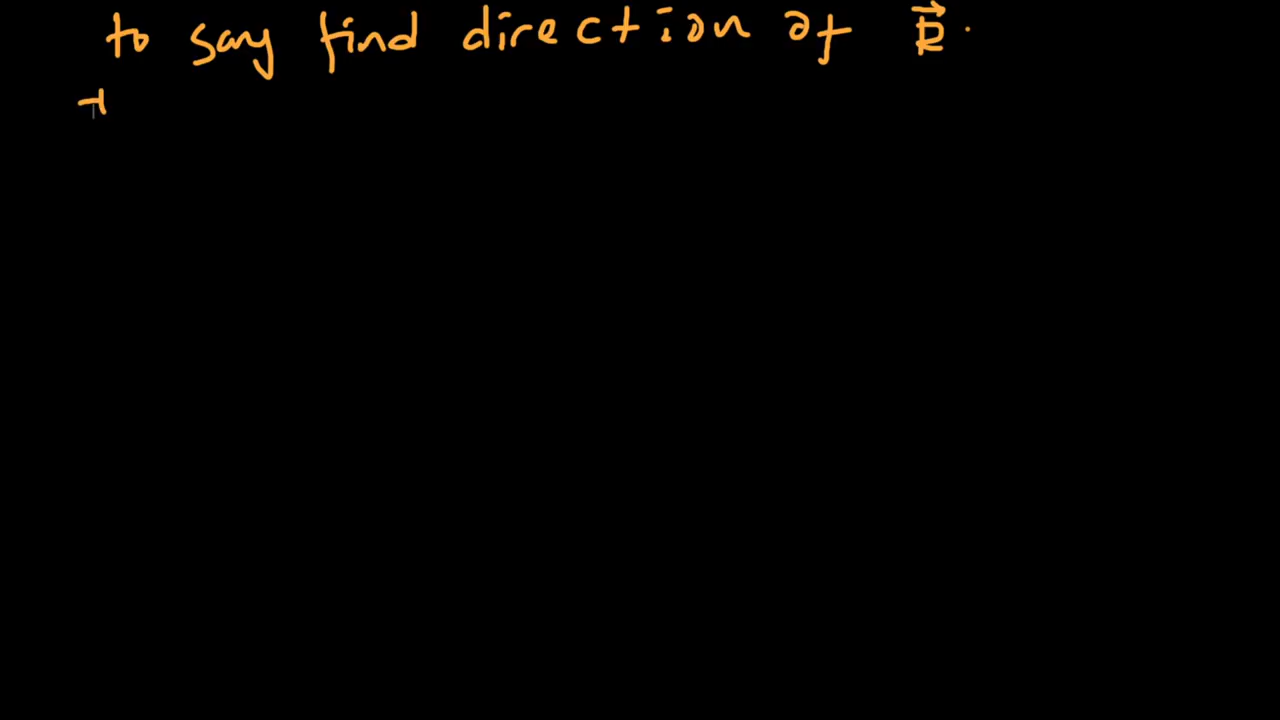 to say find direction of R⃗.